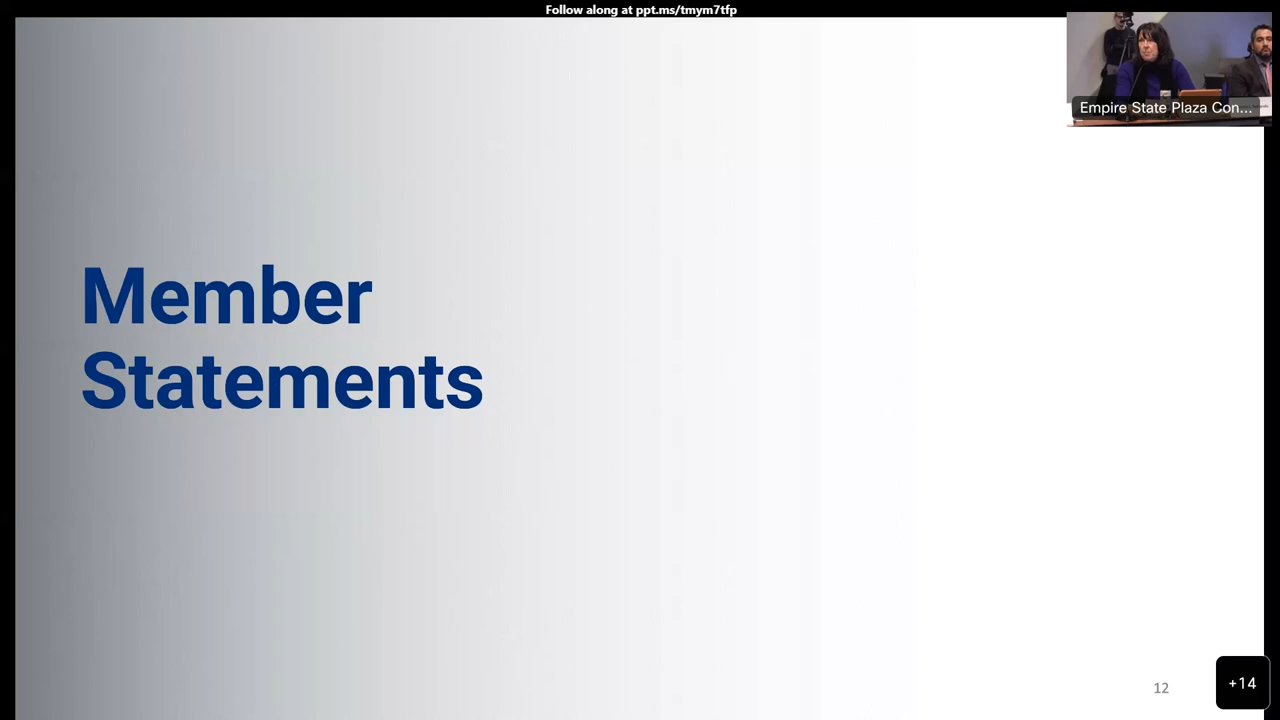 Follow along at ppt.ms/tmym7tfp
Empire State Plaza Con...
Member
Statements
12
+14